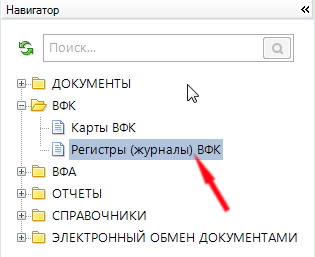 Навигатор
Поиск...
ДОКУМЕНТЫ
ВФК
Карты ВФК
Регистры (журналы) ВФК
ВФА
ОТЧЕТЫ
СПРАВОЧНИКИ
ЭЛЕКТРОННЫЙ ОБМЕН ДОКУМЕНТАМИ